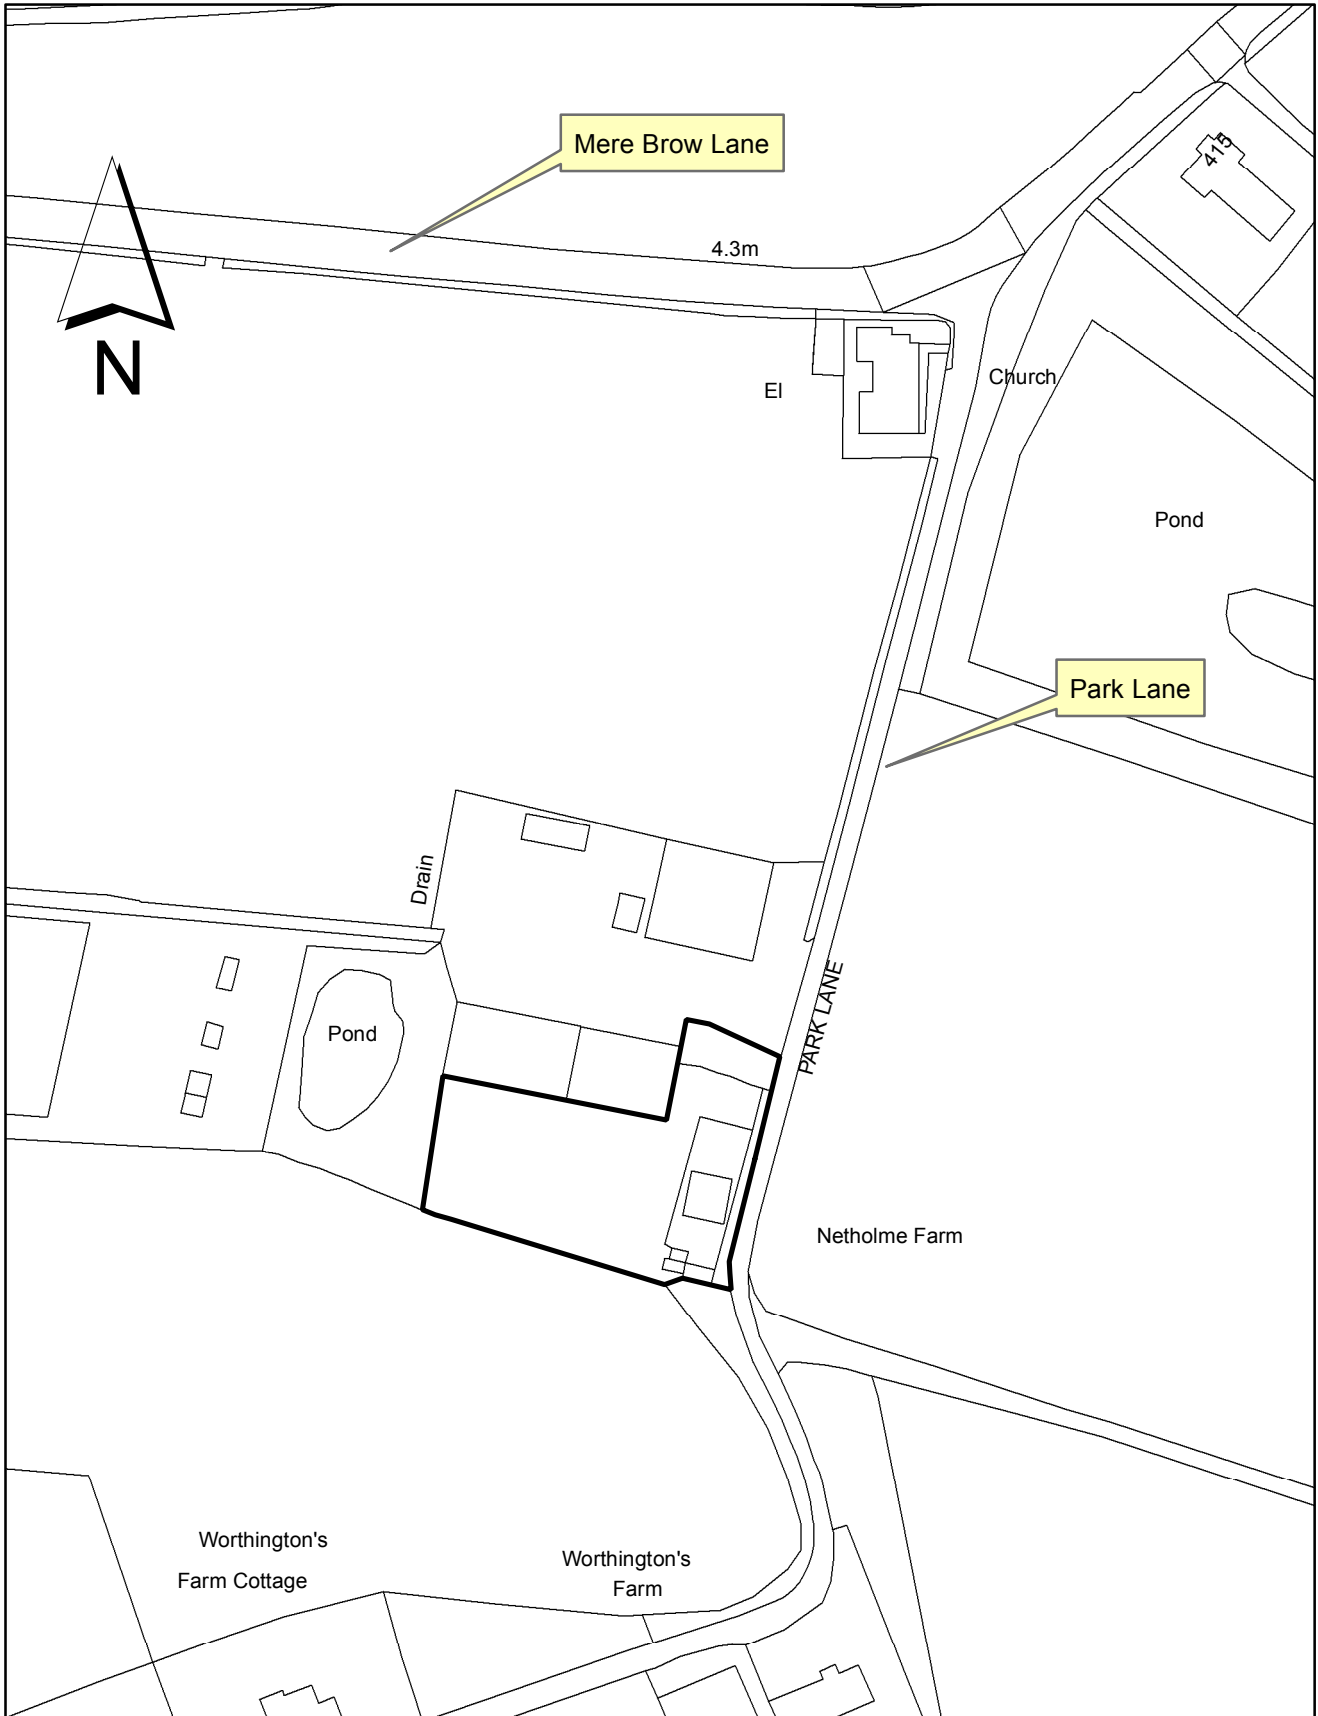 Mere Brow Lane
415
4.3m
N
Church
El
Pond
Park Lane
Drain
PARK LANE
Pond
Netholme Farm
Worthington's
Farm Cottage
Worthington's
Farm